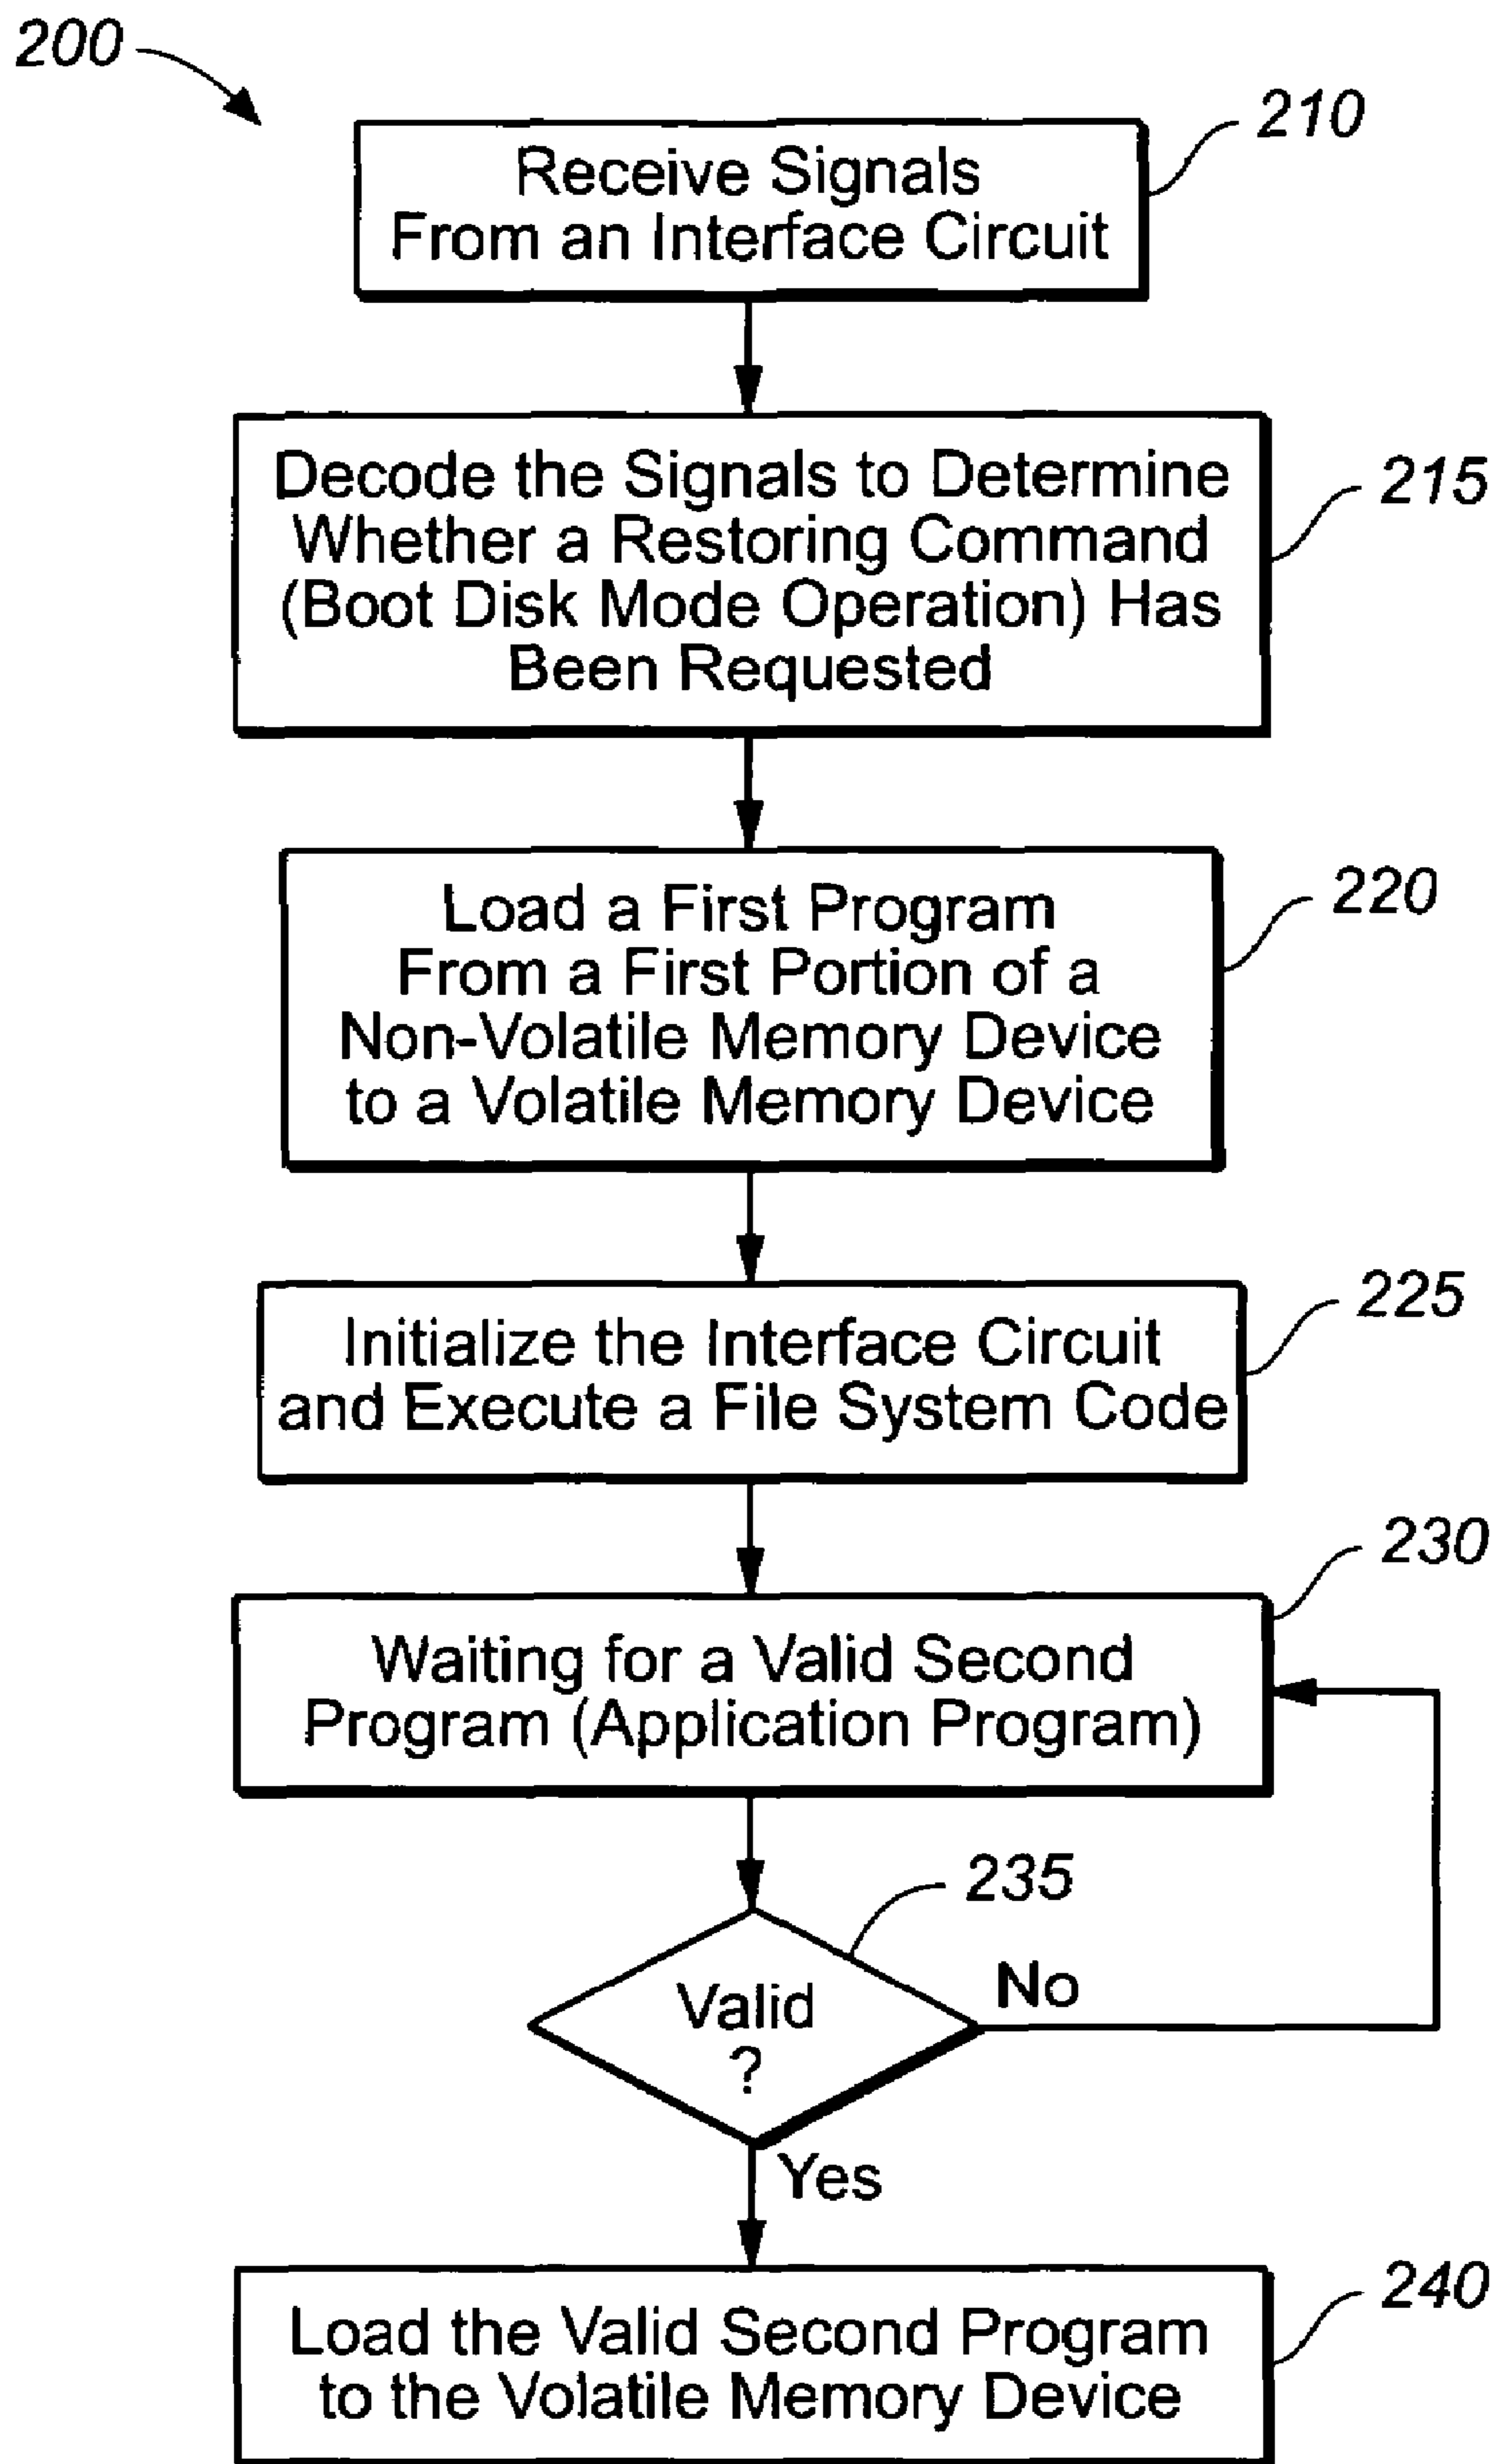 200
210
Receive Signals
From an Interface Circuit
215
Decode the Signals to Determine
Whether a Restoring Command
(Boot Disk Mode Operation) Has
Been Requested
220
Load a First Program
From a First Portion of a
Non-Volatile Memory Device
to a Volatile Memory Device
225
Initialize the Interface Circuit
and Execute a File System Code
230
Waiting for a Valid Second
Program (Application Program)
235
Valid
?
No
Yes
240
Load the Valid Second Program
to the Volatile Memory Device